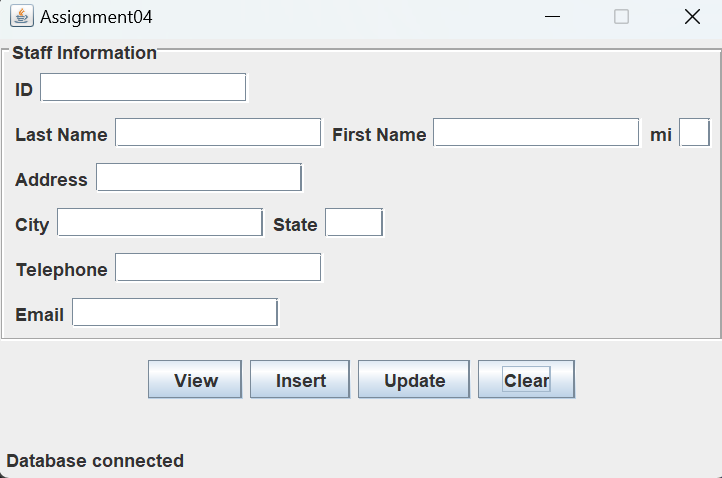 Assignment04
Staff Information
ID
Last Name First Name mi
Address
City State
Telephone
Email
View Insert Update Clear
Database connected